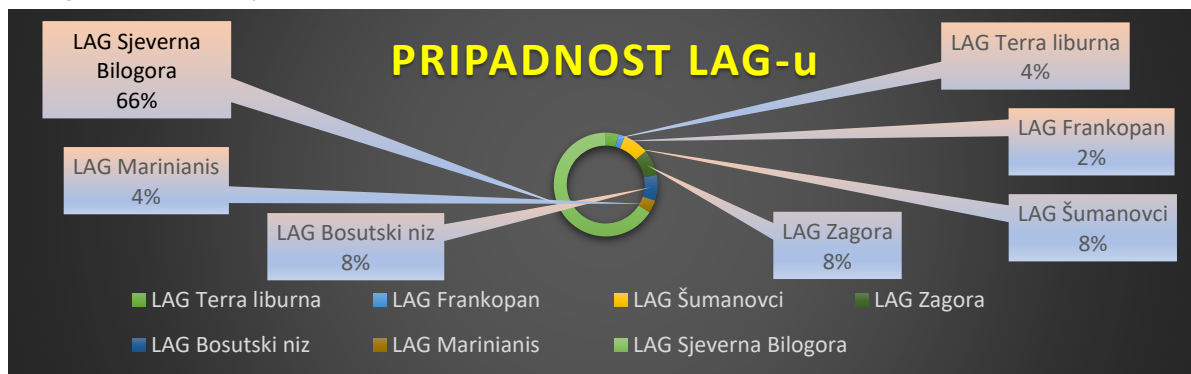 PRIPADNOST LAG-u
LAG Sjeverna
Bilogora
66%
LAG Terra liburna
4%
LAG Frankopan
2%
LAG Marinianis
4%
LAG Šumanovci
8%
LAG Bosutski niz
8%
LAG Zagora
8%
LAG Terra liburna
LAG Frankopan
LAG Šumanovci
LAG Zagora
LAG Bosutski niz
LAG Marinianis
LAG Sjeverna Bilogora